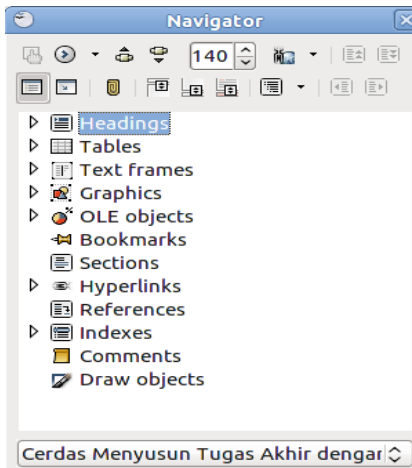 Navigator
140
Headings
Tables
Text frames
Graphics
OLE objects
Bookmarks
Sections
Hyperlinks
References
Indexes
Comments
Draw objects
Cerdas Menyusun Tugas Akhir dengar